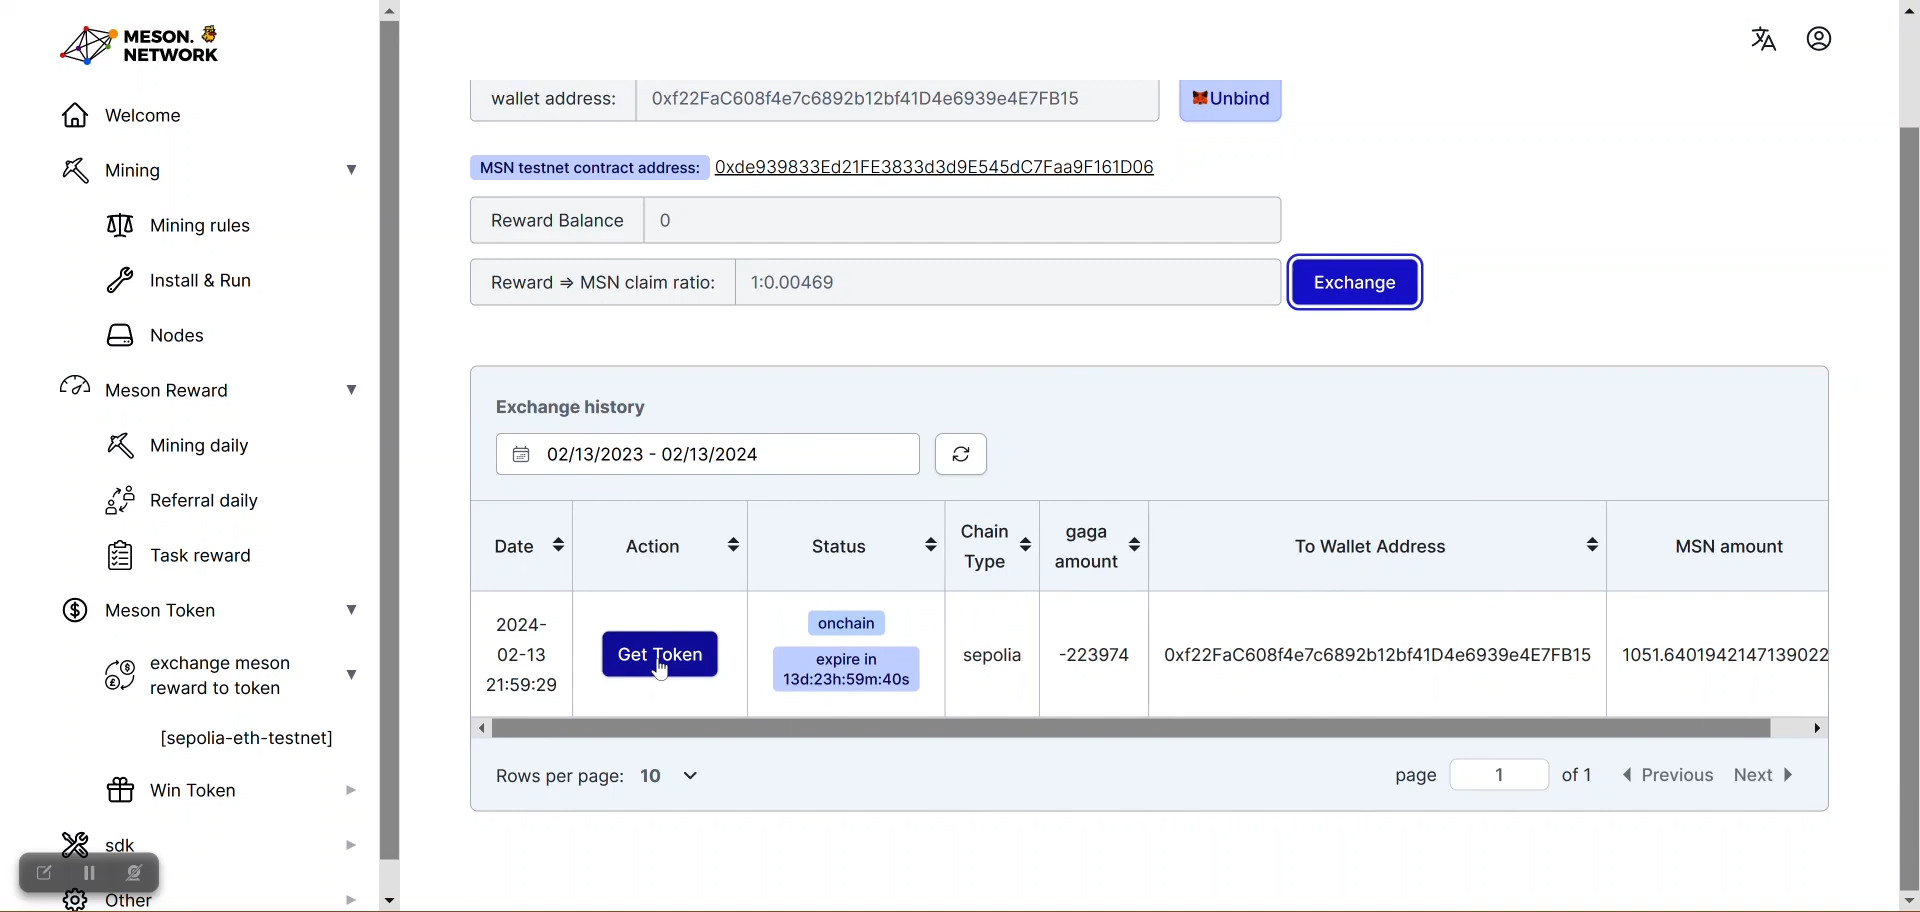 MESON.
NETWORK
Welcome
Mining
Mining rules
Install & Run
Nodes
Meson Reward
Mining daily
Referral daily
Task reward
Meson Token
exchange meson
reward to token
[sepolia-eth-testnet]
Win Token
sdk
Other
wallet address: 0xf22FaC608f4e7c6892b12bf41D4e6939e4E7FB15 Unbind
MSN testnet contract address: 0xde939833Ed21FE3833d3d9E545dC7Faa9F161D06
Reward Balance 0
Reward ⇒ MSN claim ratio: 1:0.00469 Exchange
Exchange history
02/13/2023 - 02/13/2024
Date Action Status Chain Type gaga amount To Wallet Address MSN amount
2024-
02-13
21:59:29
Get Token
onchain
expire in
13d:23h:59m:40s
sepolia
-223974
0xf22FaC608f4e7c6892b12bf41D4e6939e4E7FB15
1051.6401942147139022
Rows per page: 10
page 1 of 1 Previous Next